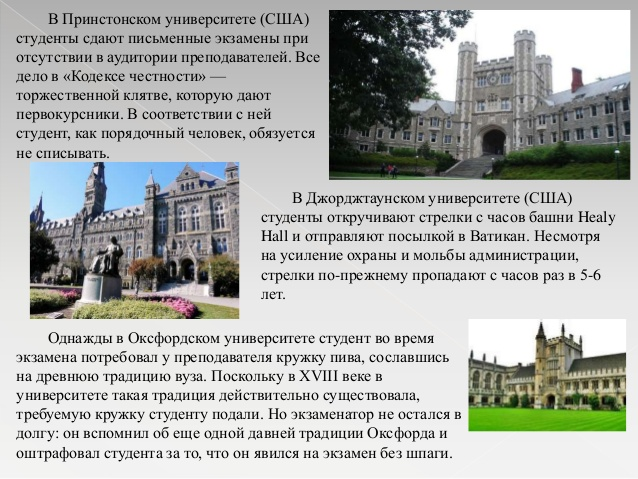 В Принстонском университете (США)
студенты сдают письменные экзамены при
отсутствии в аудитории преподавателей. Все
дело в «Кодексе честности» —
торжественной клятве, которую дают
первокурсники. В соответствии с ней
студент, как порядочный человек, обязуется
не списывать.
В Джорджтаунском университете (США)
студенты откручивают стрелки с часов башни Healy
Hall и отправляют посылкой в Ватикан. Несмотря
на усиление охраны и мольбы администрации,
стрелки по-прежнему пропадают с часов раз в 5-6
лет.
Однажды в Оксфордском университете студент во время
экзамена потребовал у преподавателя кружку пива, сославшись
на древнюю традицию вуза. Поскольку в XVIII веке в
университете такая традиция действительно существовала,
требуемую кружку студенту подали. Но экзаменатор не остался в
долгу: он вспомнил об еще одной давней традиции Оксфорда и
оштрафовал студента за то, что он явился на экзамен без шпаги.